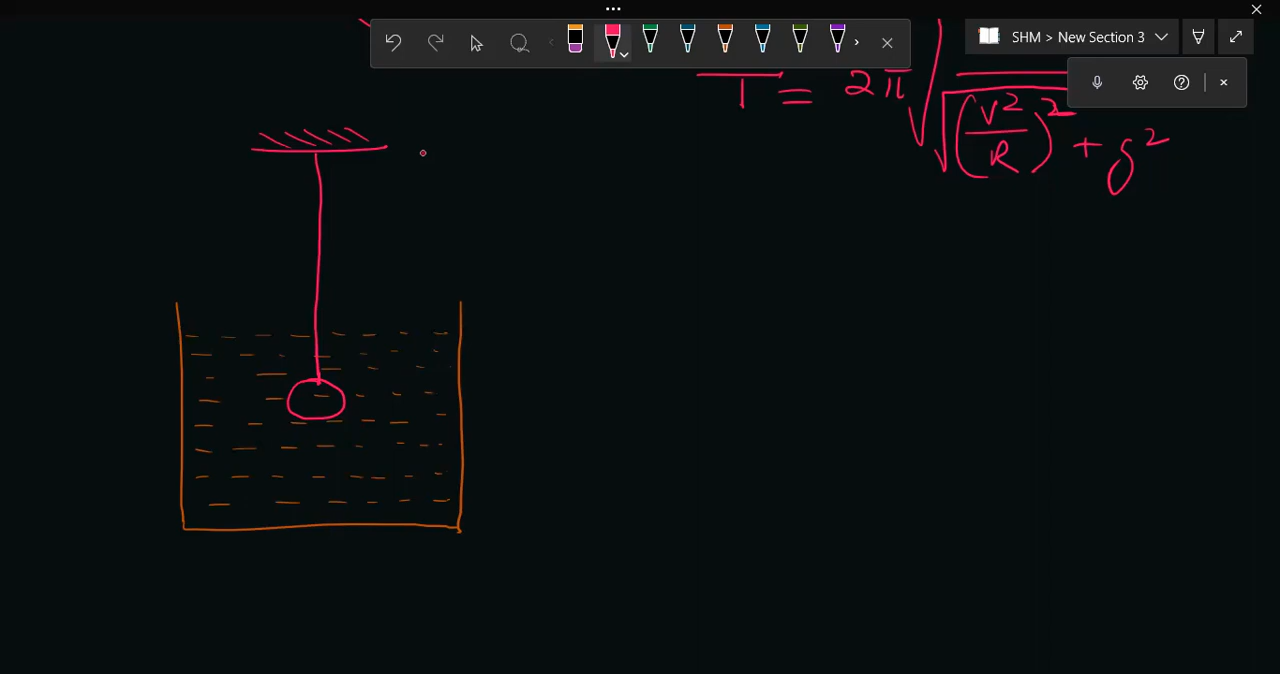 SHM > New Section 3
T = 2π√
√(V²/R)² + g²